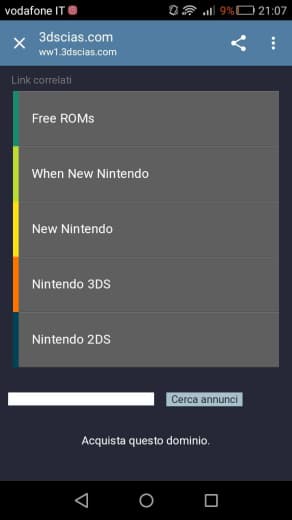 vodafone IT 9% 21:07
3dscias.com
ww1.3dscias.com
Link correlati
Free ROMs
When New Nintendo
New Nintendo
Nintendo 3DS
Nintendo 2DS
Cerca annunci
Acquista questo dominio.